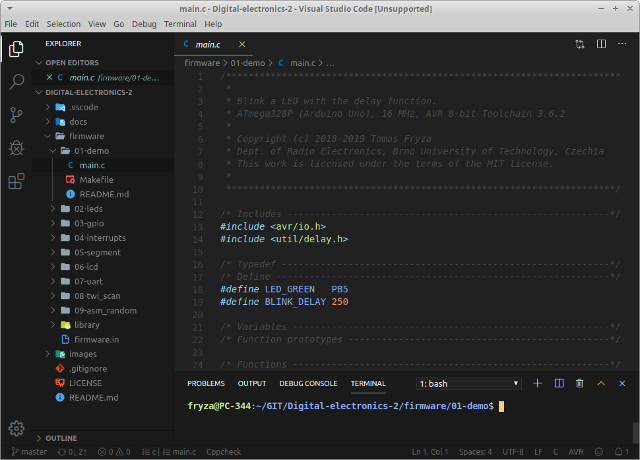 main.c - Digital-electronics-2 - Visual Studio Code [Unsupported]
File Edit Selection View Go Debug Terminal Help
EXPLORER
OPEN EDITORS
main.c firmware/01-de...
DIGITAL-ELECTRONICS-2
.vscode
docs
firmware
01-demo
main.c
Makefile
README.md
02-leds
03-gpio
04-interrupts
05-segment
06-lcd
07-uart
08-twi_scan
09-asm_random
library
firmware.in
images
.gitignore
LICENSE
README.md
OUTLINE
main.c
firmware > 01-demo > main.c > ...
1 /**********************************************************************
2 *
3 * Blink a LED with the delay function.
4 * ATmega328P (Arduino Uno), 16 MHz, AVR 8-bit Toolchain 3.6.2
5 *
6 * Copyright (c) 2018-2019 Tomas Fryza
7 * Dept. of Radio Electronics, Brno University of Technology, Czechia
8 * This work is licensed under the terms of the MIT license.
9 *
10 **********************************************************************/
11
12 /* Includes ----------------------------------------------------------*/
13 #include <avr/io.h>
14 #include <util/delay.h>
15
16 /* Typedef -----------------------------------------------------------*/
17 /* Define ------------------------------------------------------------*/
18 #define LED_GREEN PB5
19 #define BLINK_DELAY 250
20
21 /* Variables ---------------------------------------------------------*/
22 /* Function prototypes -----------------------------------------------*/
23
24 /* Functions ---------------------------------------------------------*/
PROBLEMS OUTPUT DEBUG CONSOLE TERMINAL 1: bash
fryza@PC-344:~/GIT/Digital-electronics-2/firmware/01-demo$
master 0↓ 2↑ 0 0 c | main.c Cppcheck Ln 1, Col 1 Spaces: 4 UTF-8 LF C AVR 1